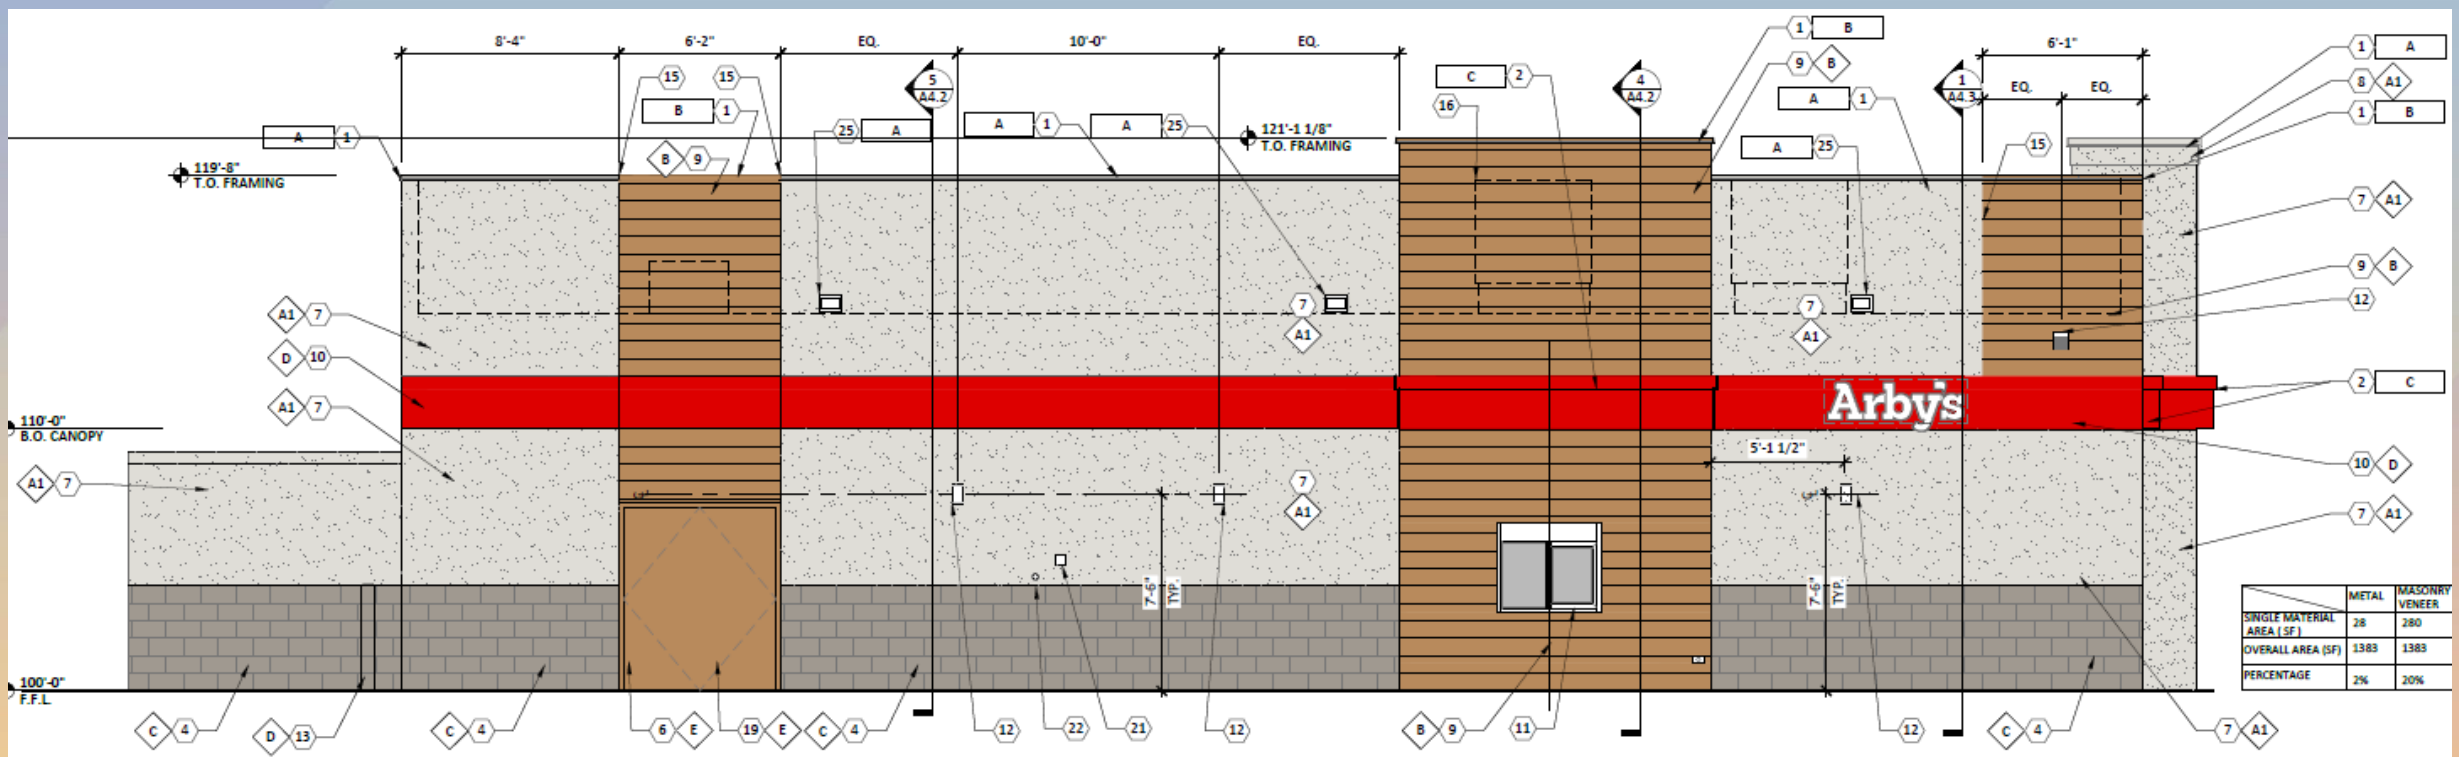 8'-4"
6'-2"
EQ.
10'-0"
EQ.
6'-1"
EQ.
EQ.
1 B
9 B
C 2
16
5
A4.2
4
A4.2
1
A4.3
A 1
1 A
8 A1
1 B
15
15
B 1
B 9
25 A
A 1
A 25
A 25
15
A 1
121'-1 1/8"
T.O. FRAMING
119'-8"
T.O. FRAMING
7 A1
9 B
12
A1 7
D 10
A1 7
7
A1
7
A1
2 C
Arby's
110'-0"
B.O. CANOPY
5'-1 1/2"
10 D
A1 7
7
A1
7 A1
7'-6"
TYP.
7'-6"
TYP.
METAL
MASONRY VENEER
SINGLE MATERIAL AREA ( SF )
28
280
OVERALL AREA (SF)
1383
1383
PERCENTAGE
2%
20%
100'-0"
F.F.L.
C 4
D 13
C 4
6 E
19 E
C 4
12
22
21
12
B 9
11
12
C 4
7 A1